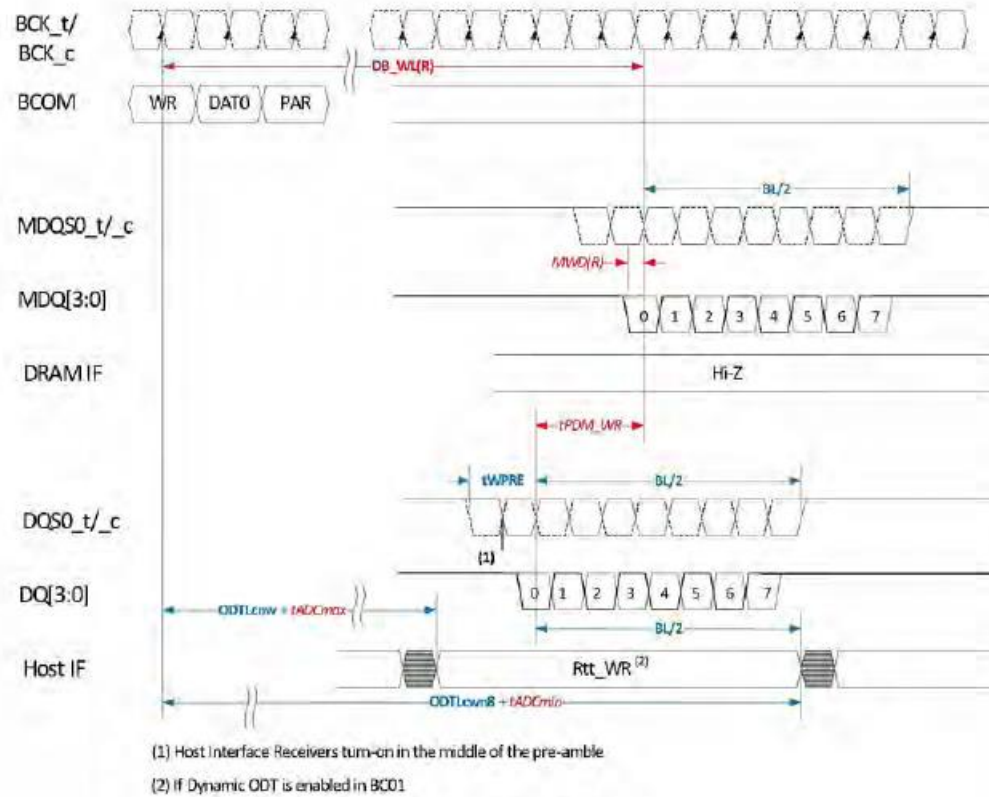 BCK_t/
BCK_c
DB_WL(R)
BCOM
WR DAT0 PAR
BL/2
MDQS0_t/_c
MWD(R)
MDQ[3:0]
0 1 2 3 4 5 6 7
DRAM IF
Hi-Z
tPDM_WR
tWPRE
BL/2
DQS0_t/_c
(1)
DQ[3:0]
0 1 2 3 4 5 6 7
ODTLcnw + tADCmax
BL/2
Host IF
Rtt_WR (2)
ODTLcwn8 + tADCmin
(1) Host Interface Receivers turn-on in the middle of the pre-amble
(2) If Dynamic ODT is enabled in BC01